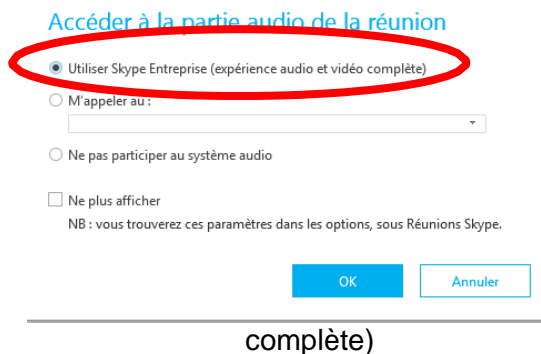 Accéder à la partie audio de la réunion
Utiliser Skype Entreprise (expérience audio et vidéo complète)
M'appeler au :
Ne pas participer au système audio
Ne plus afficher
NB : vous trouverez ces paramètres dans les options, sous Réunions Skype.
OK Annuler
complète)